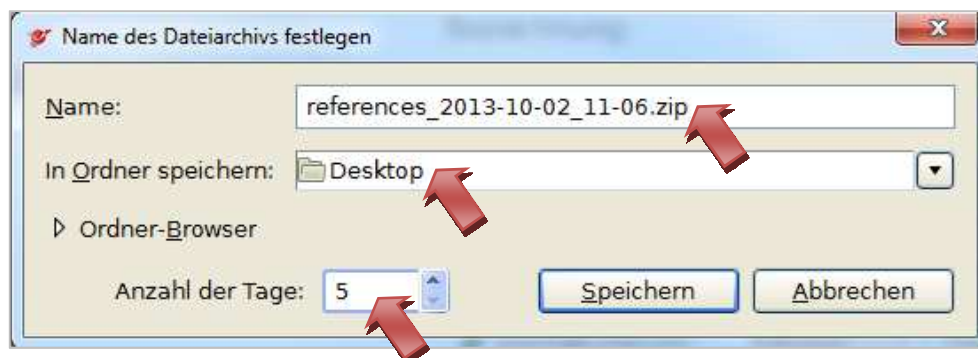 Name des Dateiarchivs festlegen
Name: references_2013-10-02_11-06.zip
In Ordner speichern: Desktop
Ordner-Browser
Anzahl der Tage: 5 Speichern Abbrechen